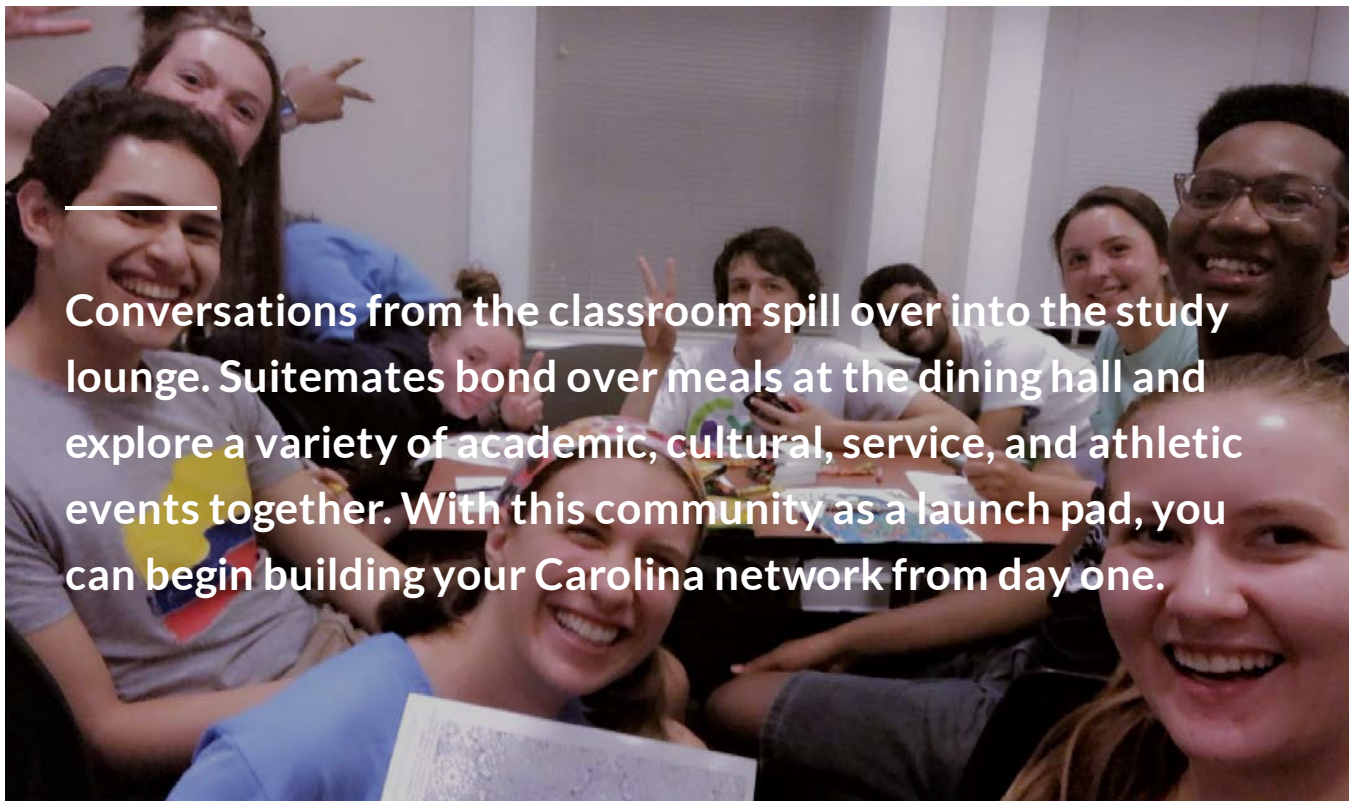 Conversations from the classroom spill over into the study
lounge. Suitemates bond over meals at the dining hall and
explore a variety of academic, cultural, service, and athletic
events together. With this community as a launch pad, you
can begin building your Carolina network from day one.